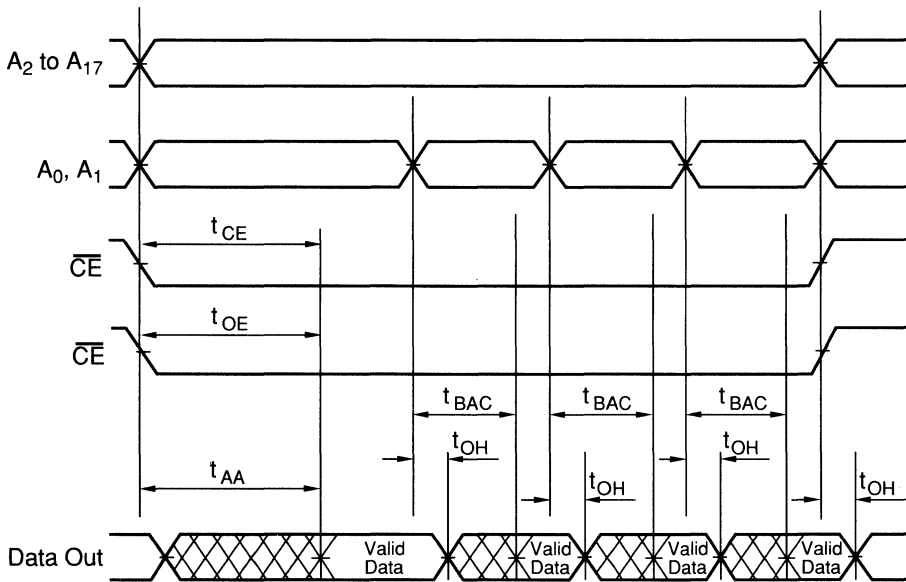 A2 to A17
A0, A1
tCE
CE
tOE
CE
tBAC tBAC tBAC
tOH tOH
tAA
tOH tOH
Data Out
Valid Data
Valid Data
Valid Data
Valid Data